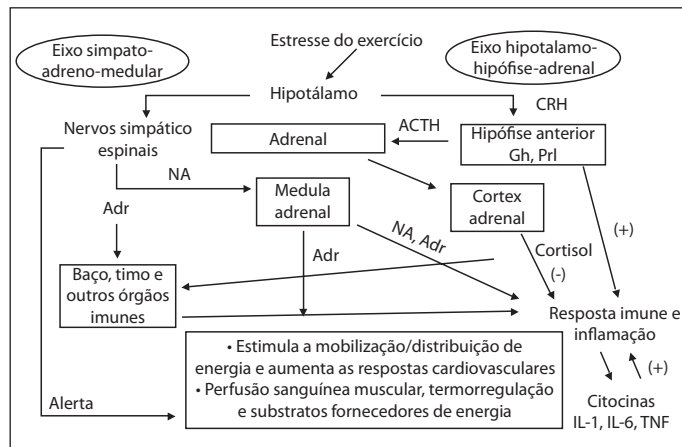 Eixo simpato-
adreno-medular
Estresse do exercício
Eixo hipotalamo-
hipófise-adrenal
Hipotálamo
CRH
Nervos simpático
espinais
Adrenal
ACTH
Hipófise anterior
Gh, Prl
NA
Medula
adrenal
Cortex
adrenal
Adr
NA, Adr
(+)
Adr
Cortisol
(-)
Baço, timo e
outros órgãos
imunes
Resposta imune e
inflamação
• Estimula a mobilização/distribuição de
energia e aumenta as respostas cardiovasculares
• Perfusão sanguínea muscular, termorregulação
e substratos fornecedores de energia
(+)
Alerta
Citocinas
IL-1, IL-6, TNF